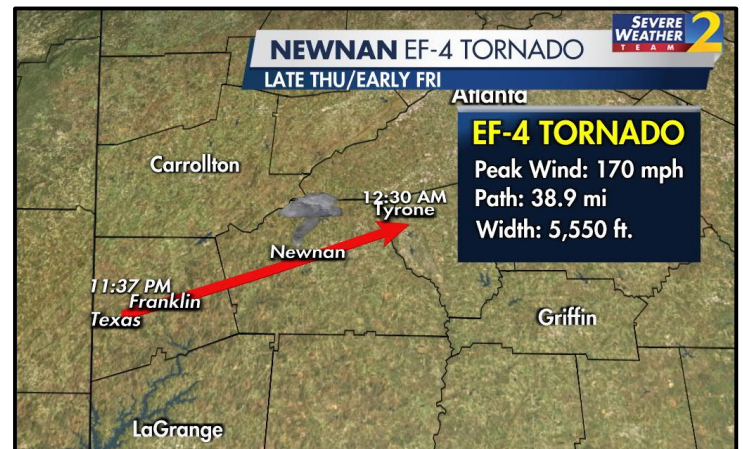 SEVERE
WEATHER
TEAM
2
NEWNAN EF-4 TORNADO
LATE THU/EARLY FRI
Atlanta
EF-4 TORNADO
Peak Wind: 170 mph
Path: 38.9 mi
Width: 5,550 ft.
Carrollton
12:30 AM
Tyrone
Newnan
11:37 PM
Franklin
Texas
Griffin
LaGrange